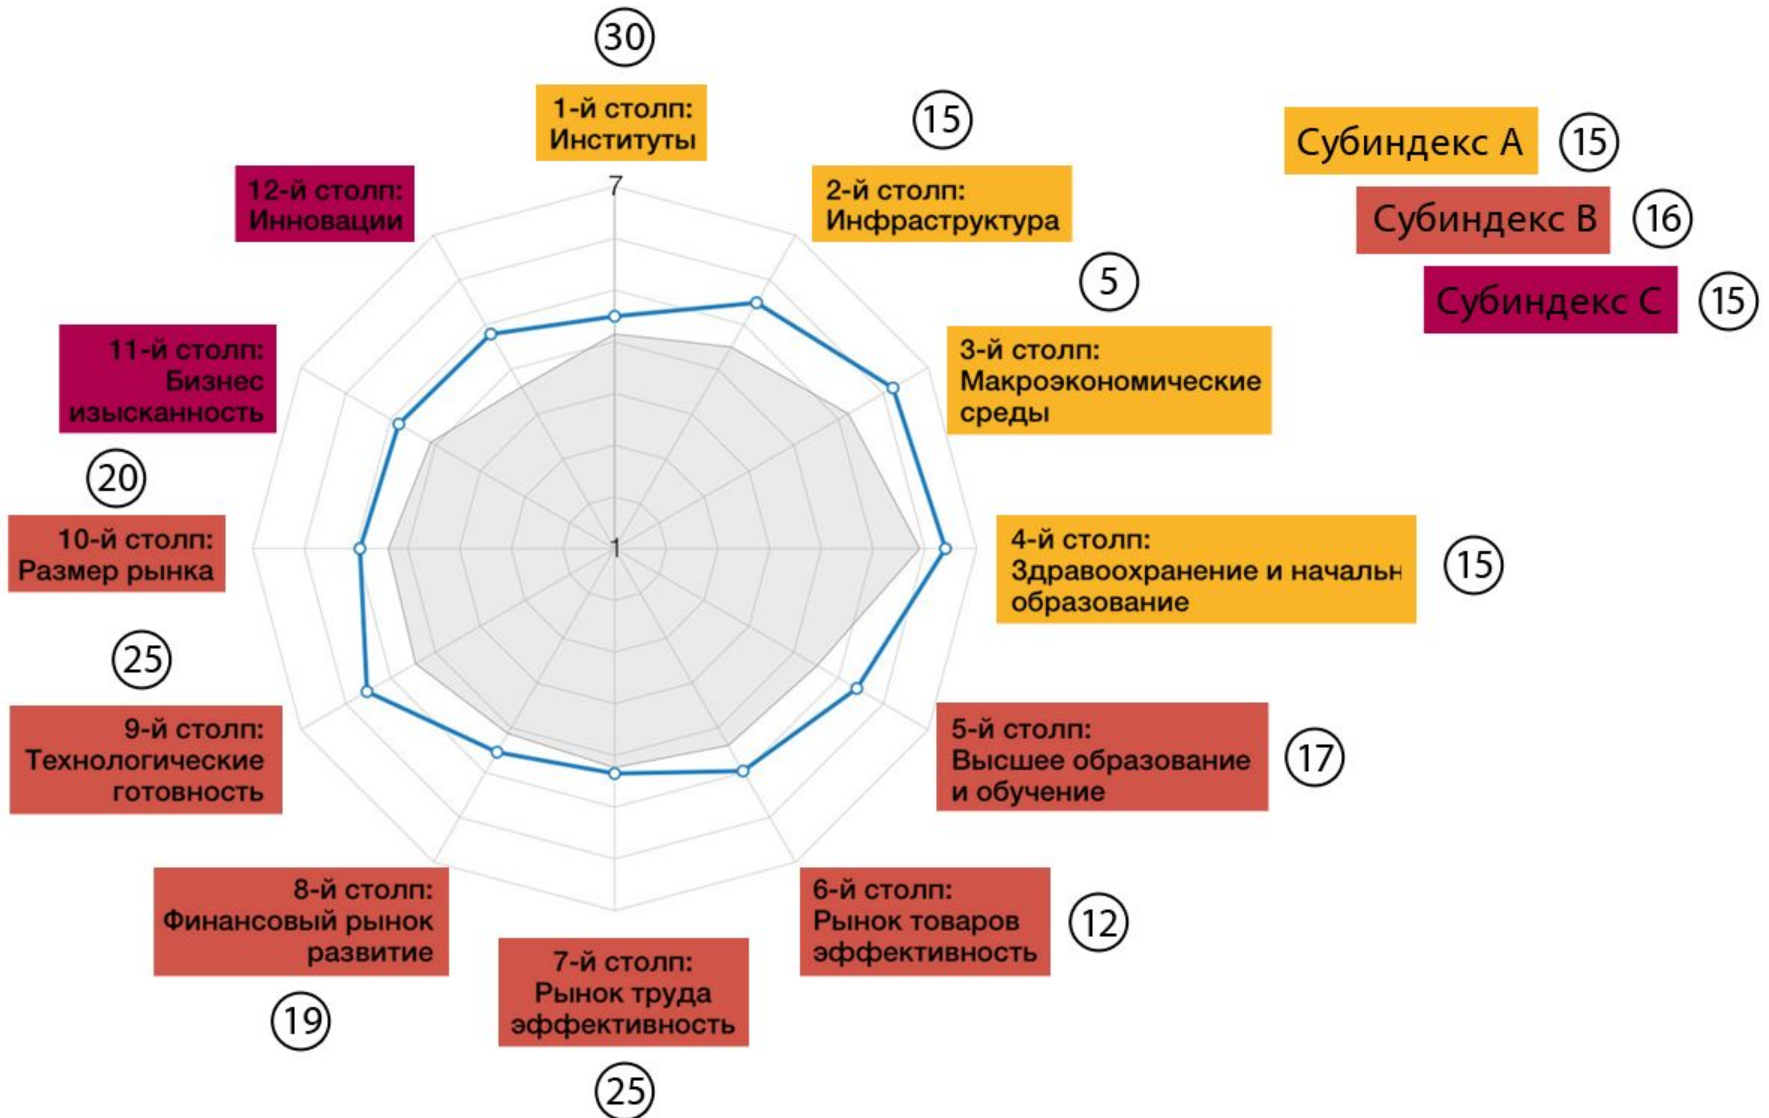 30
1-й столп:
Институты
15
2-й столп:
Инфраструктура
5
3-й столп:
Макроэкономические
среды
4-й столп:
Здравоохранение и начальн
образование
15
5-й столп:
Высшее образование
и обучение
17
6-й столп:
Рынок товаров
эффективность
12
7-й столп:
Рынок труда
эффективность
25
8-й столп:
Финансовый рынок
развитие
19
25
9-й столп:
Технологические
готовность
20
10-й столп:
Размер рынка
11-й столп:
Бизнес
изысканность
12-й столп:
Инновации
7
1
Субиндекс А 15
Субиндекс В 16
Субиндекс С 15